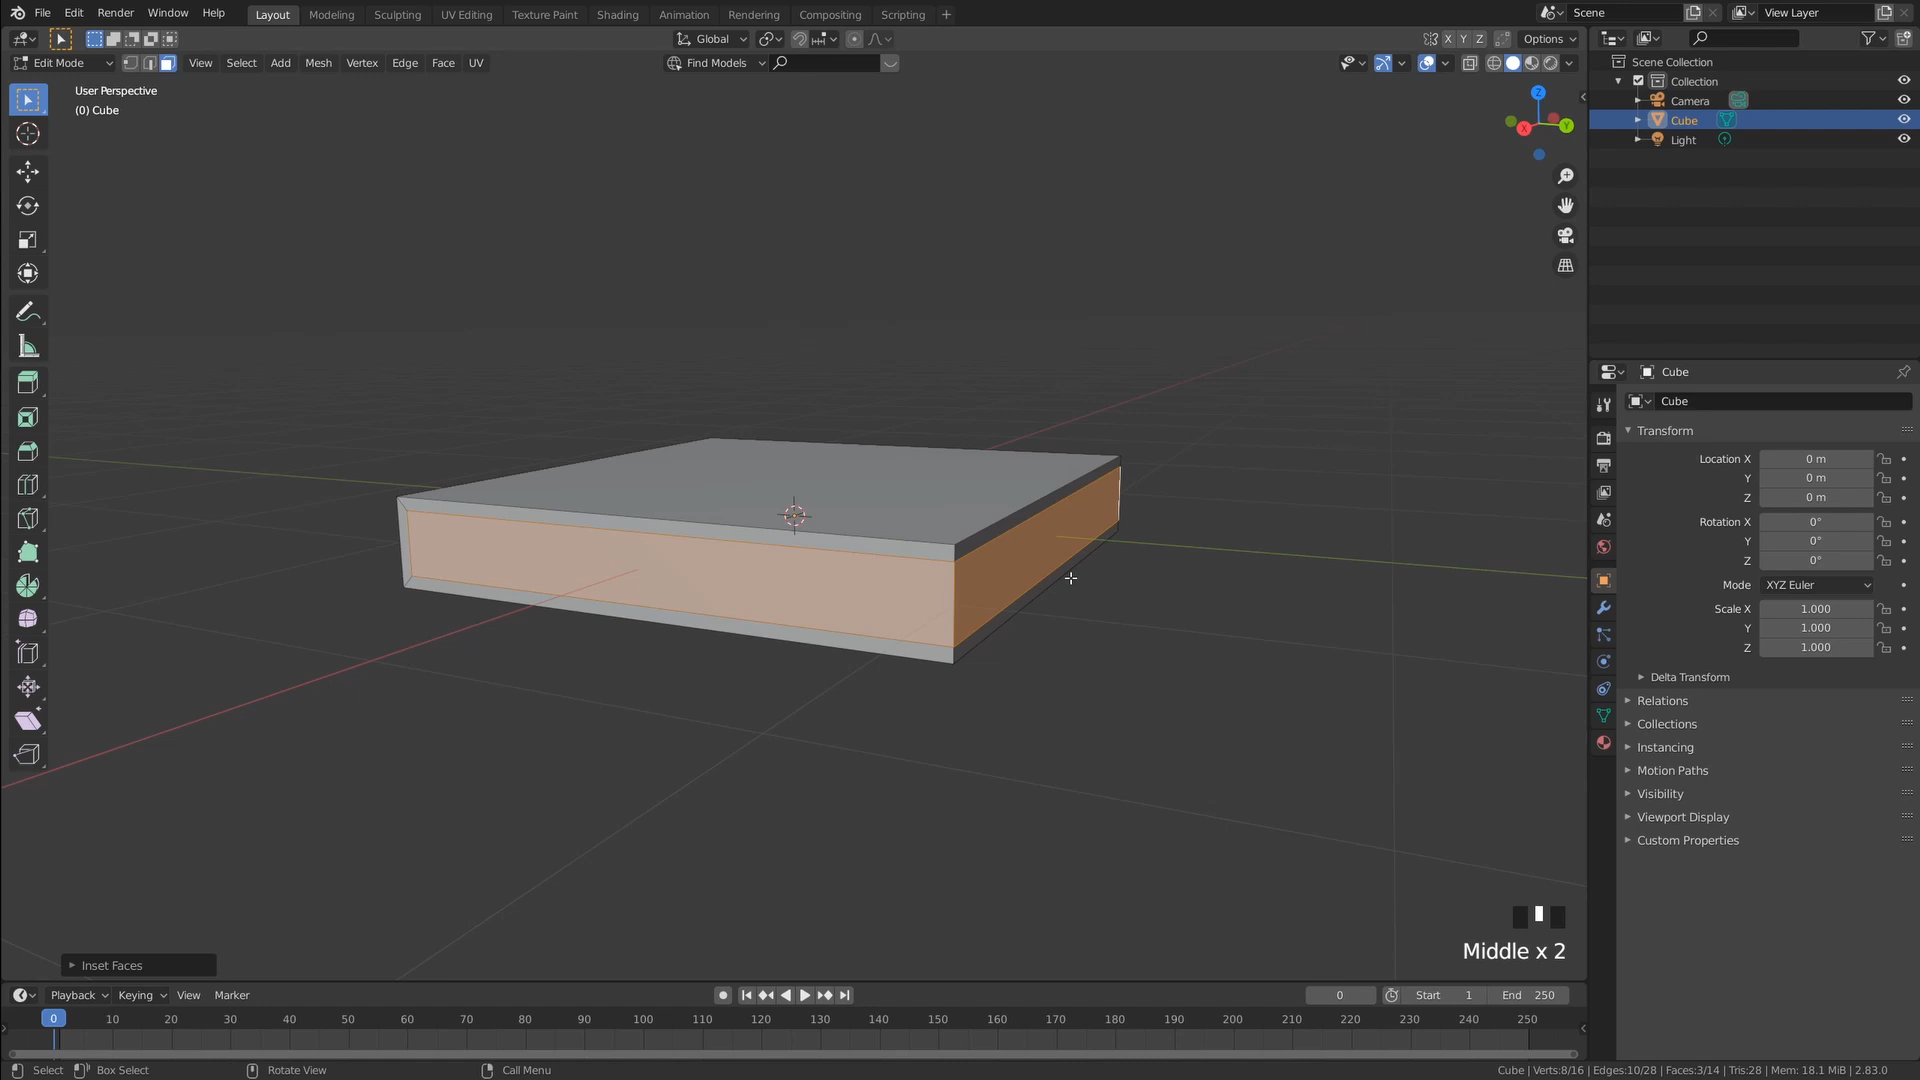 File Edit Render Window Help Layout Modeling Sculpting UV Editing Texture Paint Shading Animation Rendering Compositing Scripting + Scene View Layer
Global X Y Z Options
Edit Mode View Select Add Mesh Vertex Edge Face UV Find Models
User Perspective
(0) Cube
Z
X Y
Scene Collection
Collection
Camera
Cube
Light
Cube
Cube
Transform
Location X 0 m
Y 0 m
Z 0 m
Rotation X 0°
Y 0°
Z 0°
Mode XYZ Euler
Scale X 1.000
Y 1.000
Z 1.000
Delta Transform
Relations
Collections
Instancing
Motion Paths
Visibility
Viewport Display
Custom Properties
Middle x 2
Inset Faces
Playback Keying View Marker 0 Start 1 End 250
0 10 20 30 40 50 60 70 80 90 100 110 120 130 140 150 160 170 180 190 200 210 220 230 240 250
Select Box Select Rotate View Call Menu Cube | Verts:8/16 | Edges:10/28 | Faces:3/14 | Tris:28 | Mem: 18.1 MiB | 2.83.0